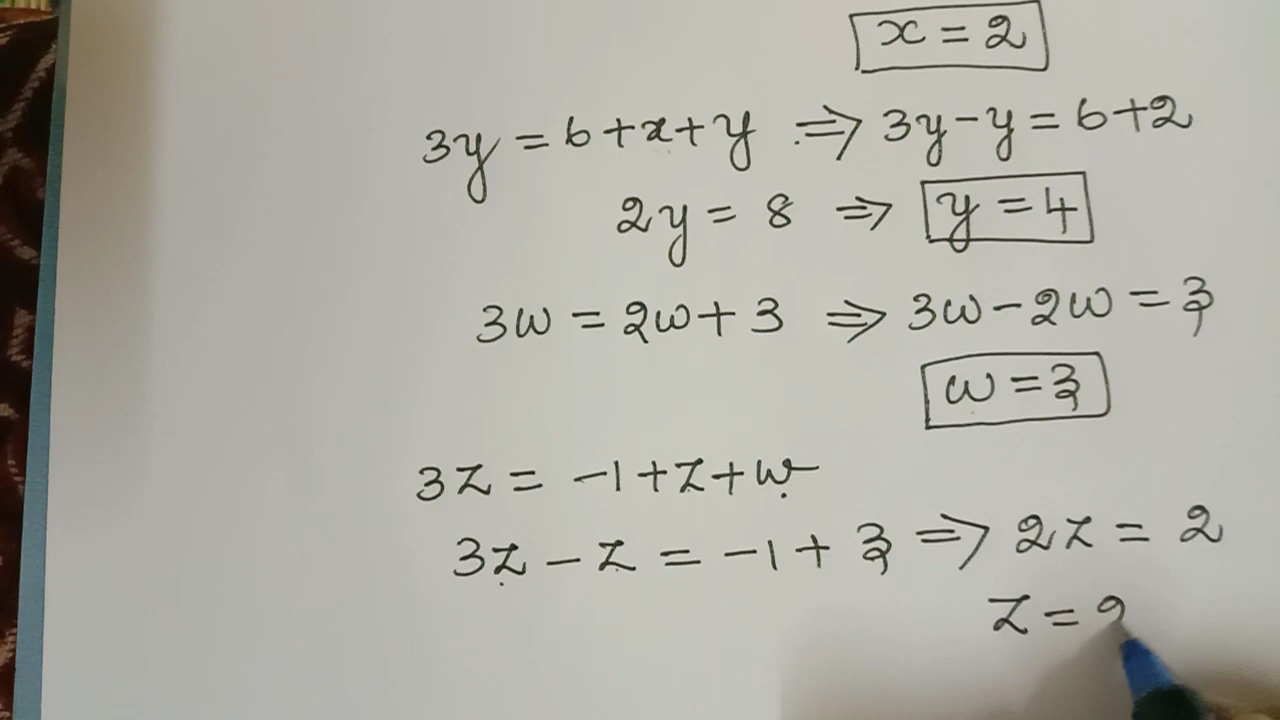 x = 2
3y = 6 + x + y ⇒ 3y - y = 6 + 2
2y = 8 ⇒ y = 4
3w = 2w + 3 ⇒ 3w - 2w = 3
w = 3
3z = -1 + z + w
3z - z = -1 + 3 ⇒ 2z = 2
z =